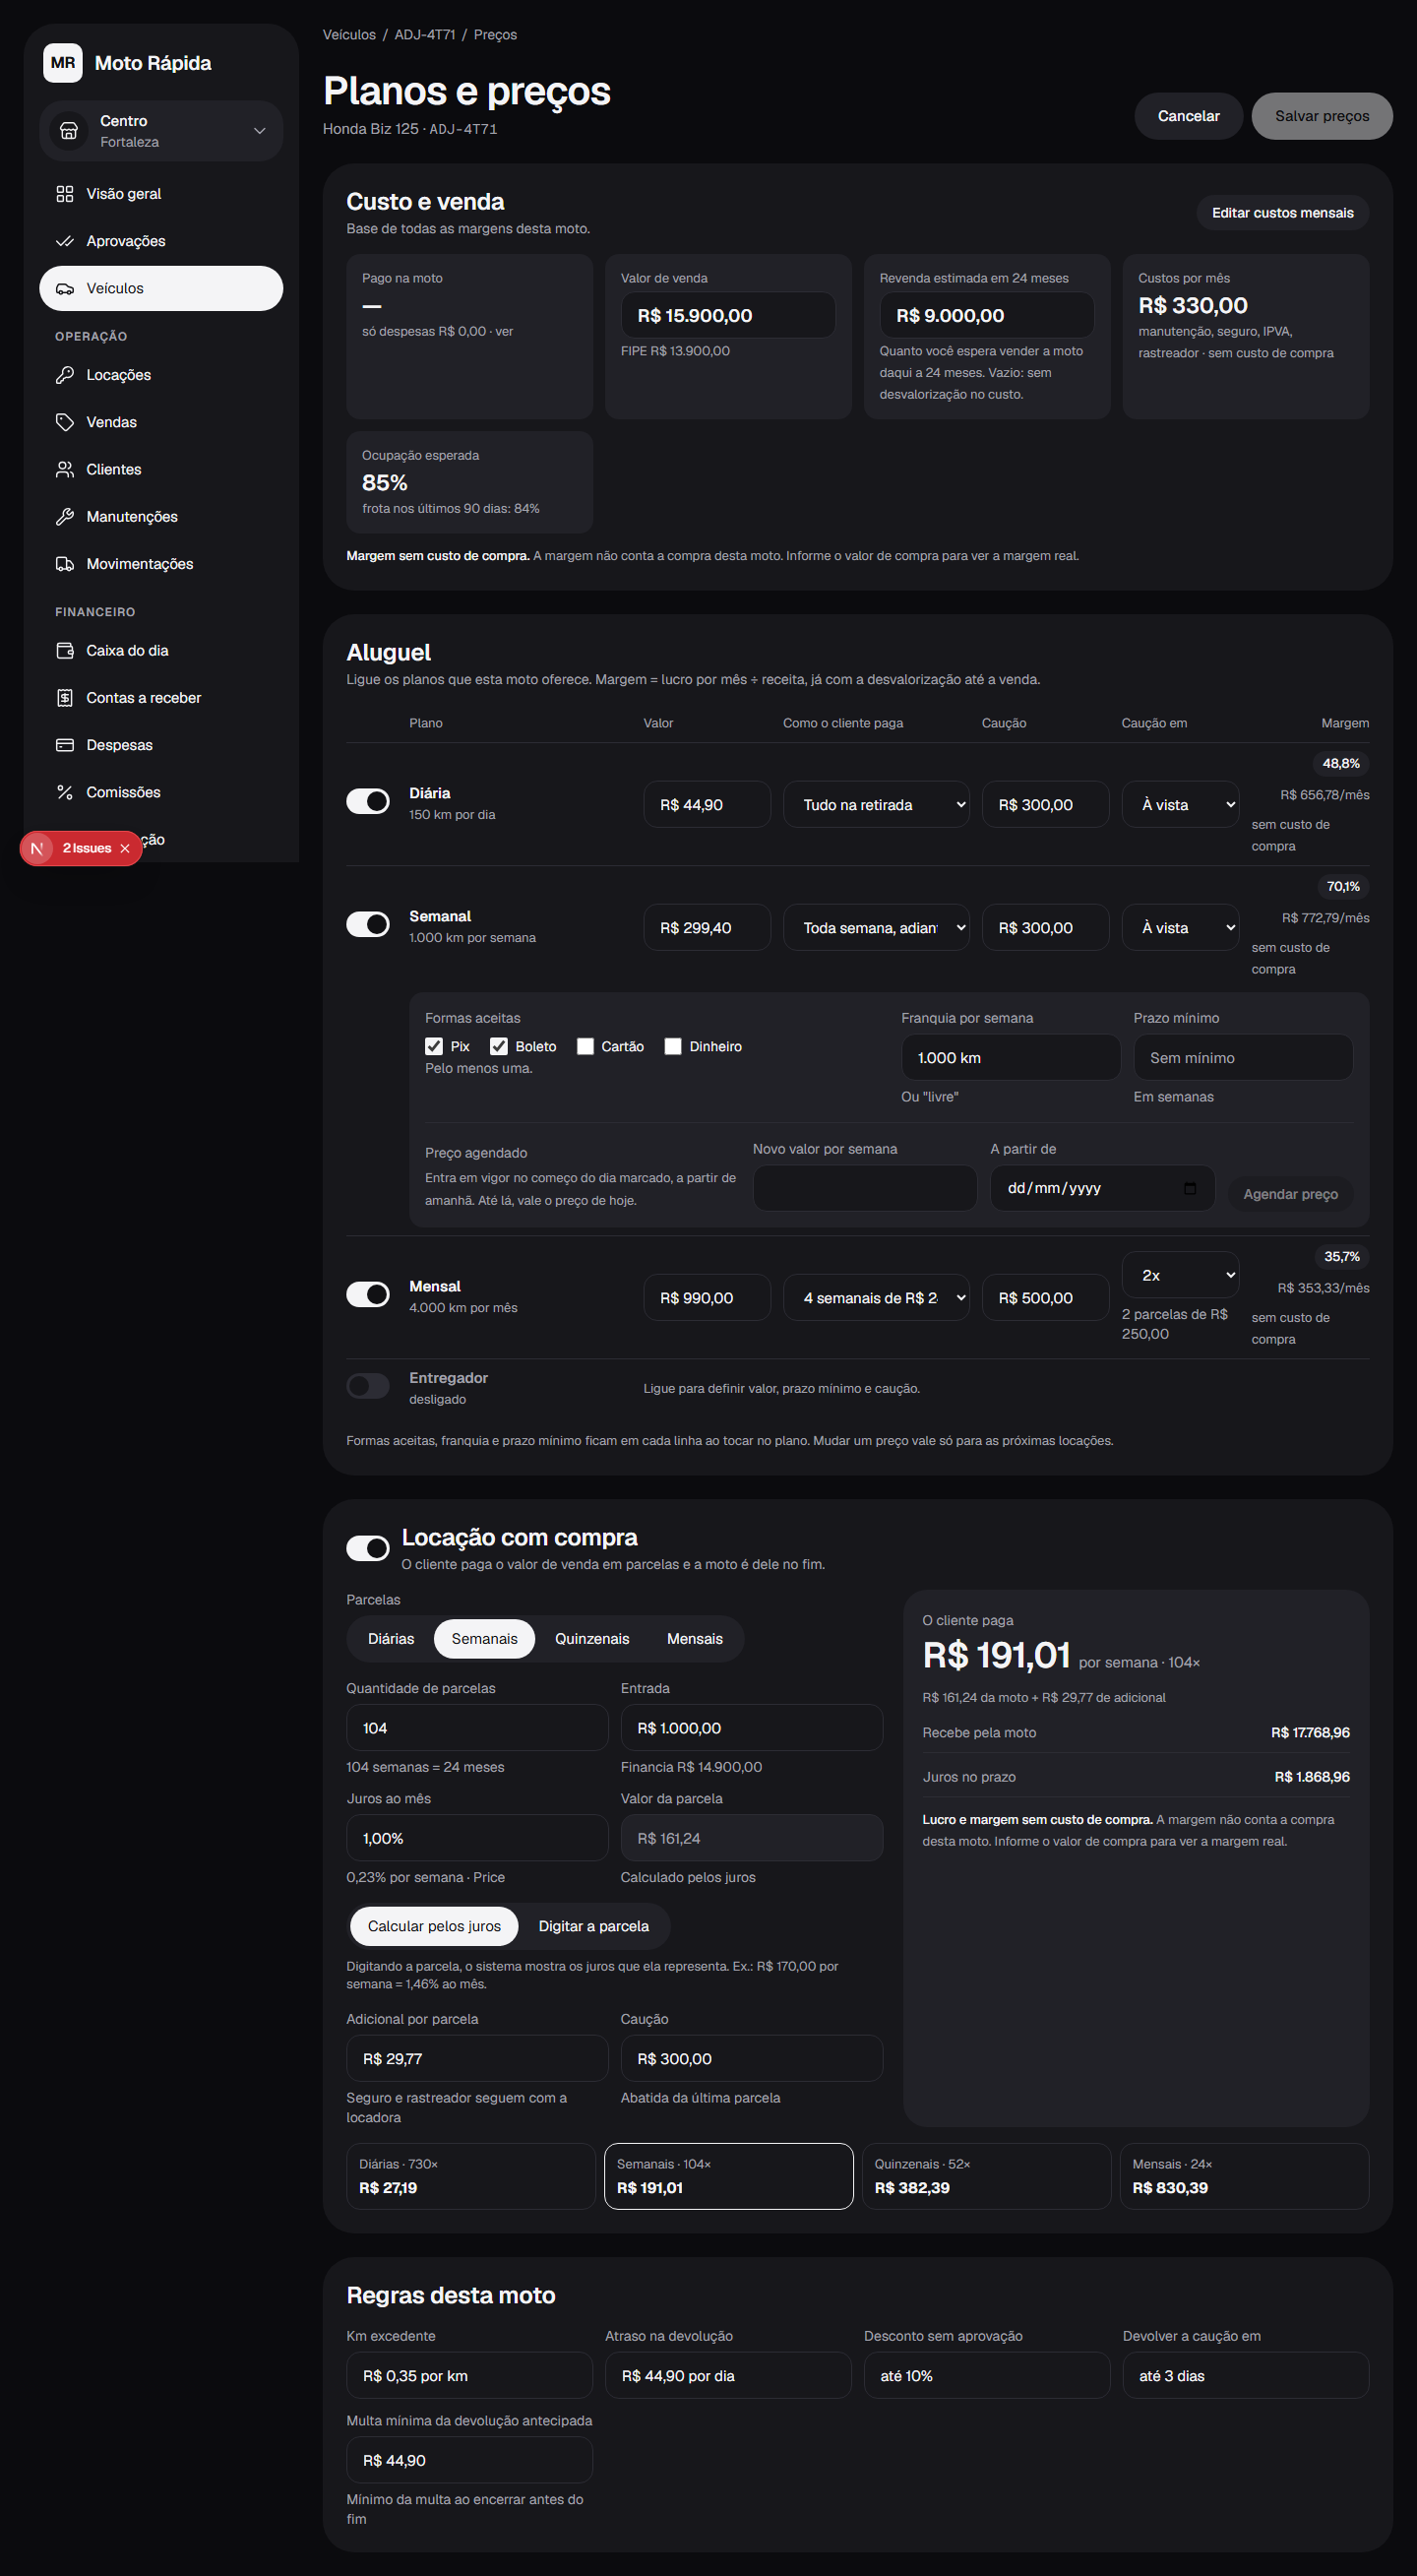 MR Moto Rápida
Centro
Fortaleza
Visão geral
Aprovações
Veículos
OPERAÇÃO
Locações
Vendas
Clientes
Manutenções
Movimentações
FINANCEIRO
Caixa do dia
Contas a receber
Despesas
Comissões
ção
N 2 Issues
Veículos / ADJ-4T71 / Preços
Planos e preços
Honda Biz 125 · ADJ-4T71
Cancelar
Salvar preços
Custo e venda
Base de todas as margens desta moto.
Editar custos mensais
Pago na moto
—
só despesas R$ 0,00 · ver
Valor de venda
R$ 15.900,00
FIPE R$ 13.900,00
Revenda estimada em 24 meses
R$ 9.000,00
Quanto você espera vender a moto
daqui a 24 meses. Vazio: sem
desvalorização no custo.
Custos por mês
R$ 330,00
manutenção, seguro, IPVA,
rastreador · sem custo de compra
Ocupação esperada
85%
frota nos últimos 90 dias: 84%
Margem sem custo de compra. A margem não conta a compra desta moto. Informe o valor de compra para ver a margem real.
Aluguel
Ligue os planos que esta moto oferece. Margem = lucro por mês ÷ receita, já com a desvalorização até a venda.
Plano Valor Como o cliente paga Caução Caução em Margem
Diária
150 km por dia
R$ 44,90
Tudo na retirada
R$ 300,00
À vista
48,8%
R$ 656,78/mês
sem custo de
compra
Semanal
1.000 km por semana
R$ 299,40
Toda semana, adian
R$ 300,00
À vista
70,1%
R$ 772,79/mês
sem custo de
compra
Formas aceitas
Pix Boleto Cartão Dinheiro
Pelo menos uma.
Franquia por semana
1.000 km
Ou "livre"
Prazo mínimo
Sem mínimo
Em semanas
Preço agendado
Entra em vigor no começo do dia marcado, a partir de
amanhã. Até lá, vale o preço de hoje.
Novo valor por semana
A partir de
dd/mm/yyyy
Agendar preço
Mensal
4.000 km por mês
R$ 990,00
4 semanais de R$ 2
R$ 500,00
2x
2 parcelas de R$
250,00
35,7%
R$ 353,33/mês
sem custo de
compra
Entregador
desligado
Ligue para definir valor, prazo mínimo e caução.
Formas aceitas, franquia e prazo mínimo ficam em cada linha ao tocar no plano. Mudar um preço vale só para as próximas locações.
Locação com compra
O cliente paga o valor de venda em parcelas e a moto é dele no fim.
Parcelas
Diárias Semanais Quinzenais Mensais
Quantidade de parcelas
104
104 semanas = 24 meses
Entrada
R$ 1.000,00
Financia R$ 14.900,00
Juros ao mês
1,00%
0,23% por semana · Price
Valor da parcela
R$ 161,24
Calculado pelos juros
Calcular pelos juros Digitar a parcela
Digitando a parcela, o sistema mostra os juros que ela representa. Ex.: R$ 170,00 por
semana = 1,46% ao mês.
Adicional por parcela
R$ 29,77
Seguro e rastreador seguem com a
locadora
Caução
R$ 300,00
Abatida da última parcela
O cliente paga
R$ 191,01 por semana · 104×
R$ 161,24 da moto + R$ 29,77 de adicional
Recebe pela moto R$ 17.768,96
Juros no prazo R$ 1.868,96
Lucro e margem sem custo de compra. A margem não conta a compra
desta moto. Informe o valor de compra para ver a margem real.
Diárias · 730×
R$ 27,19
Semanais · 104×
R$ 191,01
Quinzenais · 52×
R$ 382,39
Mensais · 24×
R$ 830,39
Regras desta moto
Km excedente
R$ 0,35 por km
Atraso na devolução
R$ 44,90 por dia
Desconto sem aprovação
até 10%
Devolver a caução em
até 3 dias
Multa mínima da devolução antecipada
R$ 44,90
Mínimo da multa ao encerrar antes do
fim